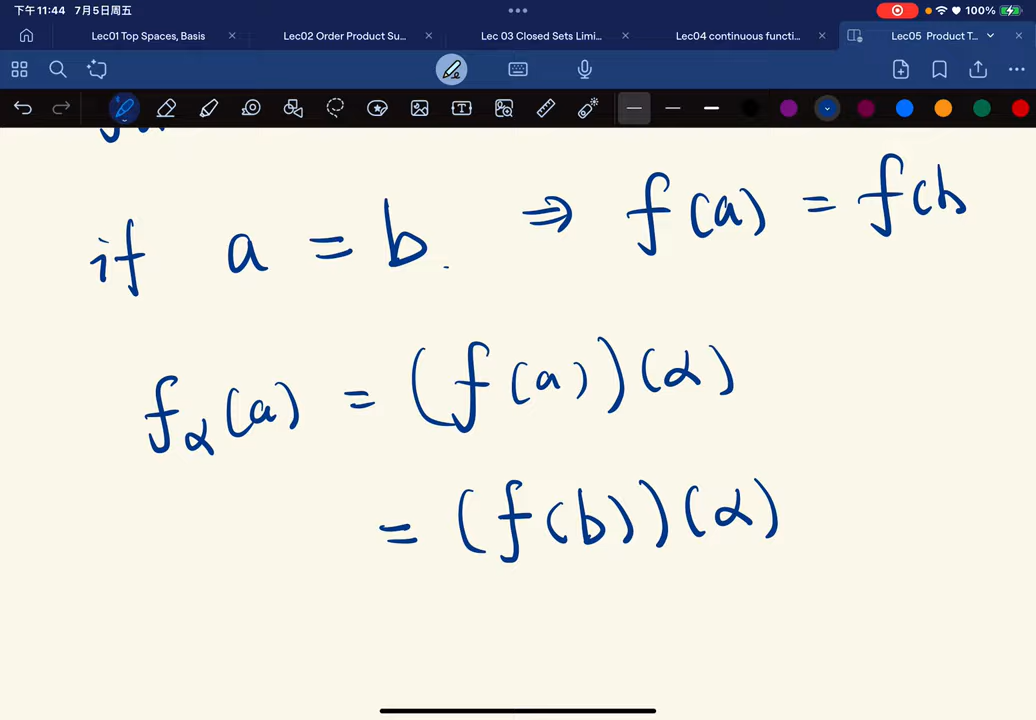 下午11:44 7月5日周五 100%
Lec01 Top Spaces, Basis Lec02 Order Product Su... Lec 03 Closed Sets Limi... Lec04 continuous functi... Lec05 Product T...
if a = b. ⇒ f(a) = f(b
f_α(a) = (f(a))(α)
= (f(b))(α)